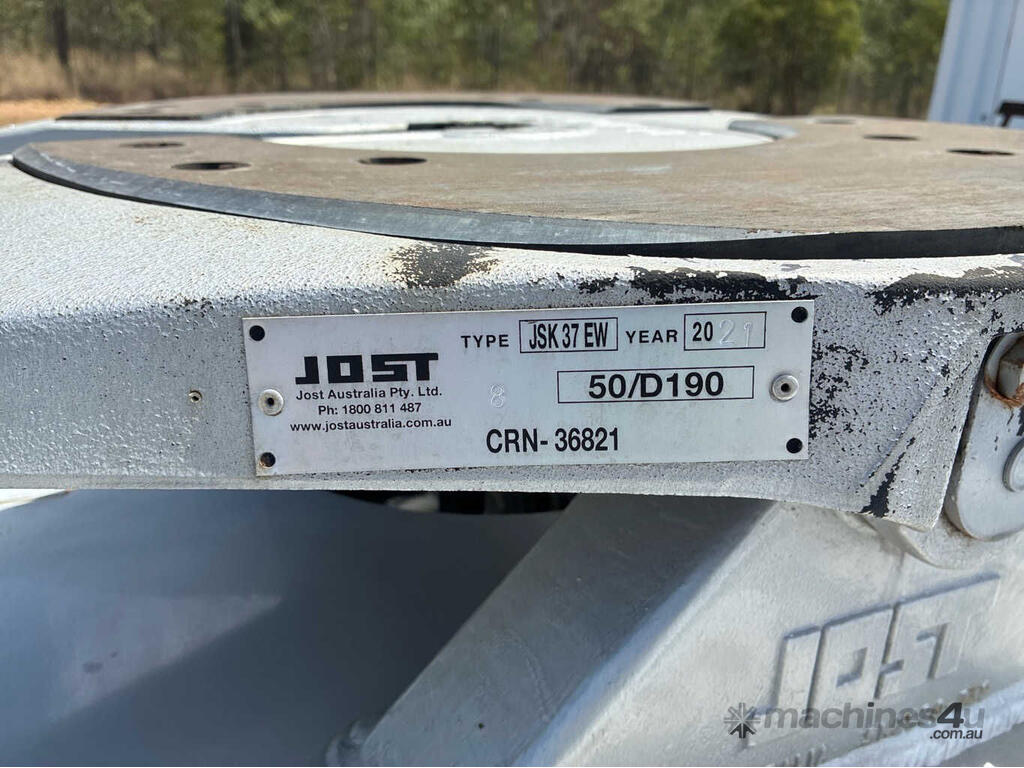 JOST
Jost Australia Pty. Ltd.
Ph: 1800 811 487
www.jostaustralia.com.au
TYPE JSK 37 EW YEAR 2021
8
50/D190
CRN- 36821
JOST
machines4u
.com.au